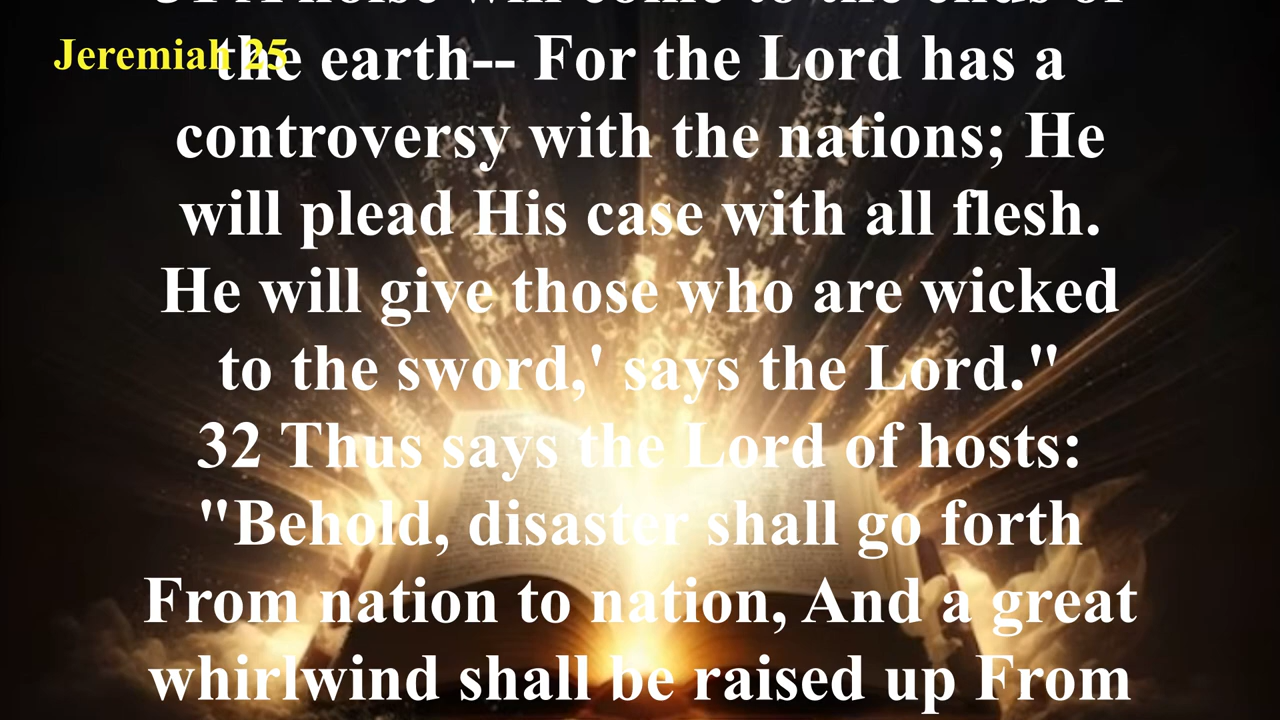 31 A noise will come to the ends of
Jeremiah 25
the earth-- For the Lord has a
controversy with the nations; He
will plead His case with all flesh.
He will give those who are wicked
to the sword,' says the Lord."
32 Thus says the Lord of hosts:
"Behold, disaster shall go forth
From nation to nation, And a great
whirlwind shall be raised up From